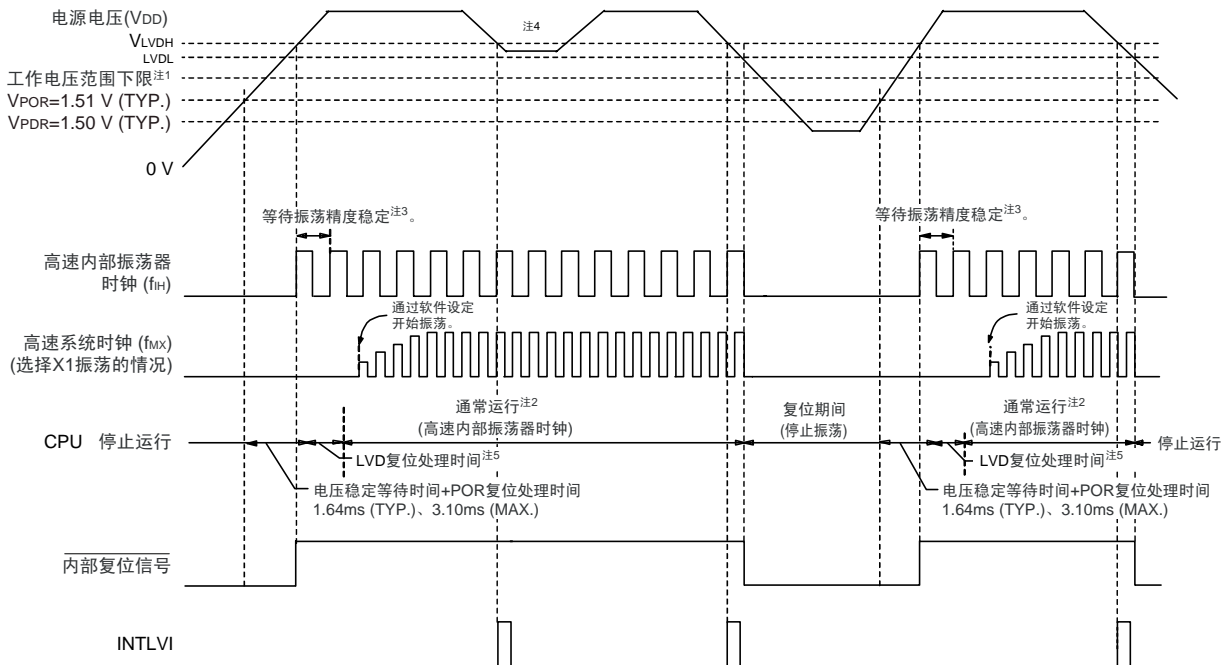 电源电压(VDD)
注4
VLVDH
LVDL
工作电压范围下限注1
VPOR=1.51 V (TYP.)
VPDR=1.50 V (TYP.)
0 V
等待振荡精度稳定注3。
等待振荡精度稳定注3。
高速内部振荡器
时钟 (fIH)
通过软件设定
开始振荡。
通过软件设定
开始振荡。
高速系统时钟 (fMX)
(选择X1振荡的情况)
通常运行注2
(高速内部振荡器时钟)
复位期间
(停止振荡)
通常运行注2
(高速内部振荡器时钟)
CPU 停止运行
停止运行
LVD复位处理时间注5
LVD复位处理时间注5
电压稳定等待时间+POR复位处理时间
1.64ms (TYP.)、3.10ms (MAX.)
电压稳定等待时间+POR复位处理时间
1.64ms (TYP.)、3.10ms (MAX.)
内部复位信号
INTLVI